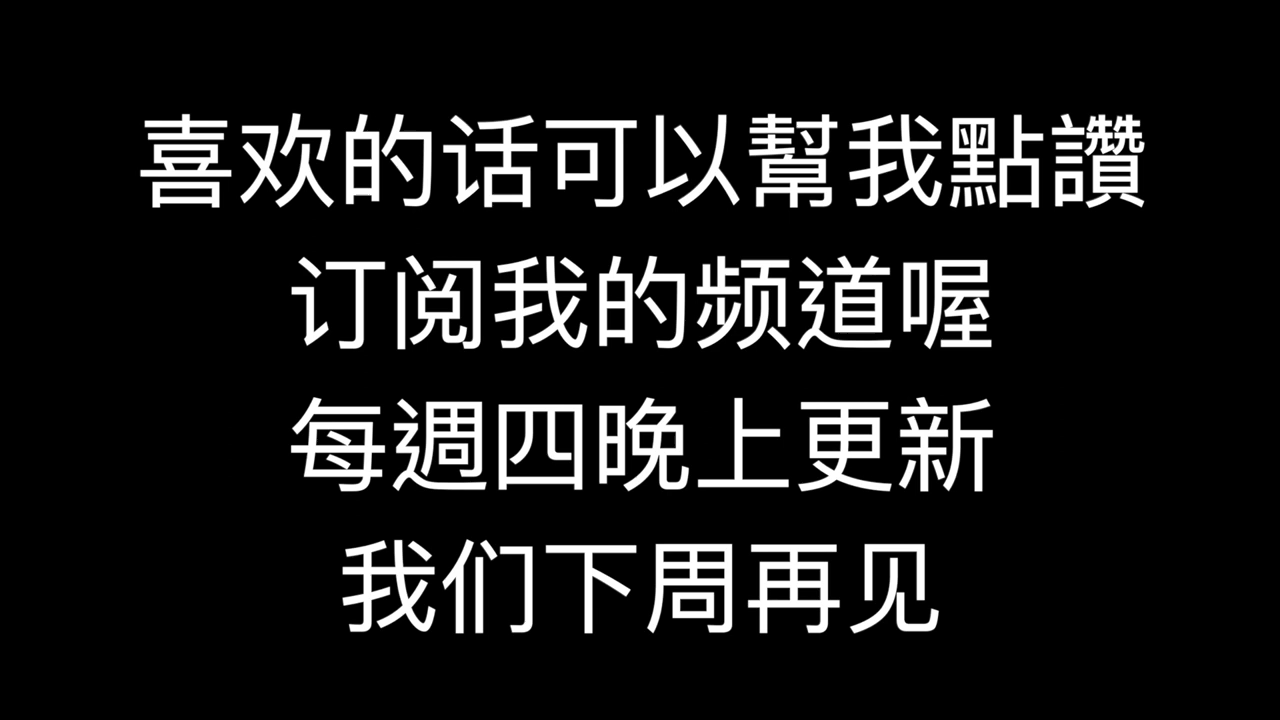 喜欢的话可以幫我點讚
订阅我的频道喔
每週四晚上更新
我们下周再见